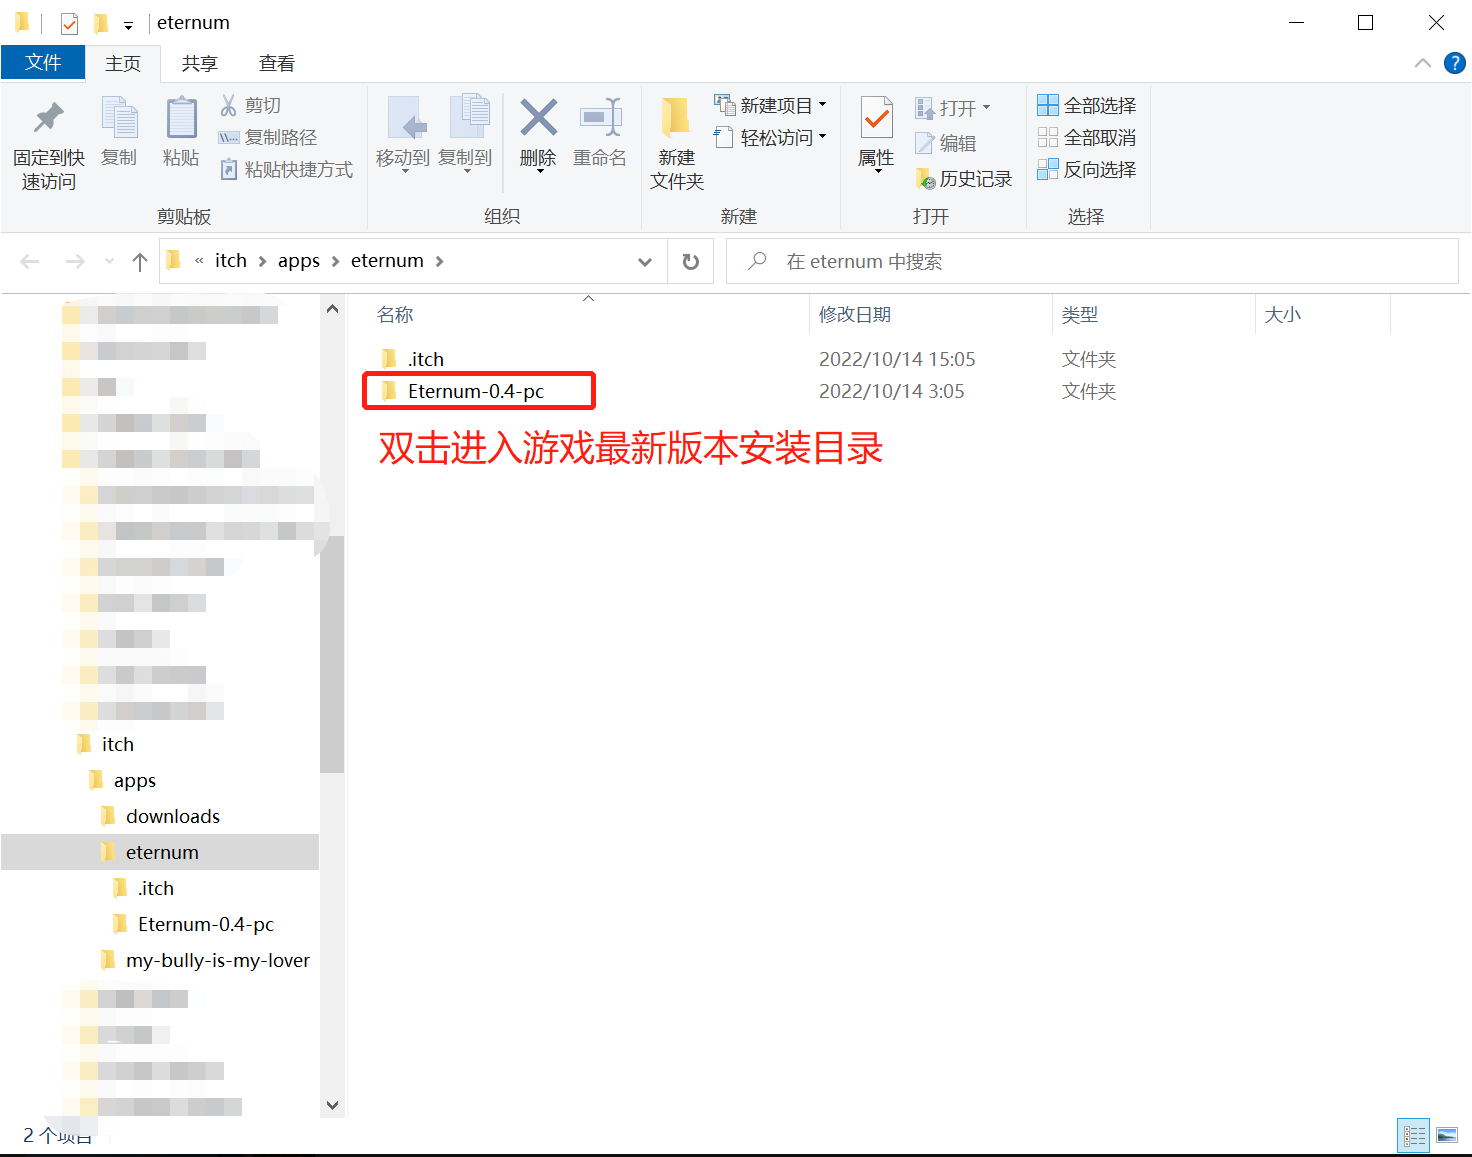 eternum
文件
主页
共享
查看
固定到快
速访问
复制
粘贴
剪切
复制路径
粘贴快捷方式
剪贴板
移动到
复制到
删除
重命名
组织
新建
文件夹
新建项目
轻松访问
新建
属性
打开
编辑
历史记录
打开
全部选择
全部取消
反向选择
选择
« itch > apps > eternum >
在 eternum 中搜索
名称
修改日期
类型
大小
.itch
2022/10/14 15:05
文件夹
Eternum-0.4-pc
2022/10/14 3:05
文件夹
双击进入游戏最新版本安装目录
itch
apps
downloads
eternum
.itch
Eternum-0.4-pc
my-bully-is-my-lover
2 个项目